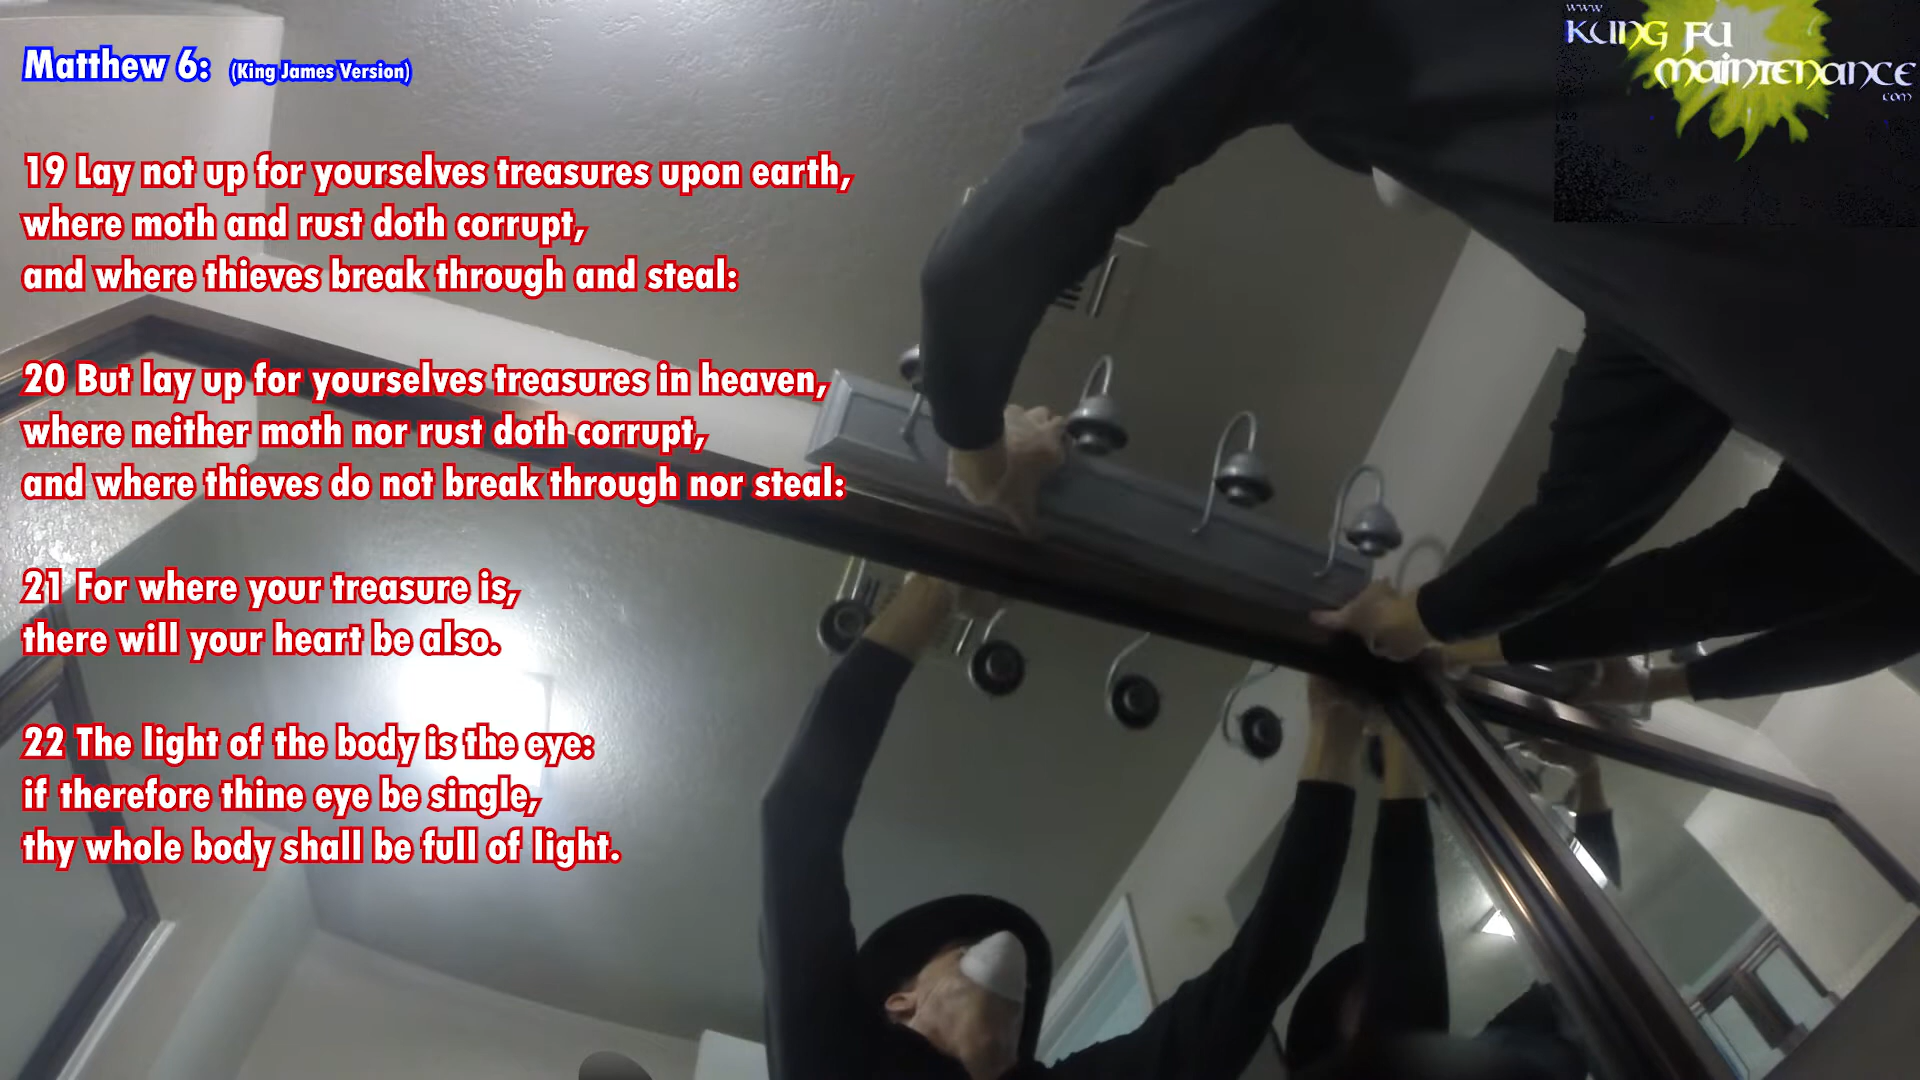 Matthew 6: (King James Version)
19 Lay not up for yourselves treasures upon earth,
where moth and rust doth corrupt,
and where thieves break through and steal:
20 But lay up for yourselves treasures in heaven,
where neither moth nor rust doth corrupt,
and where thieves do not break through nor steal:
21 For where your treasure is,
there will your heart be also.
22 The light of the body is the eye:
if therefore thine eye be single,
thy whole body shall be full of light.
www
KUNG FU
MAINTENANCE
.com